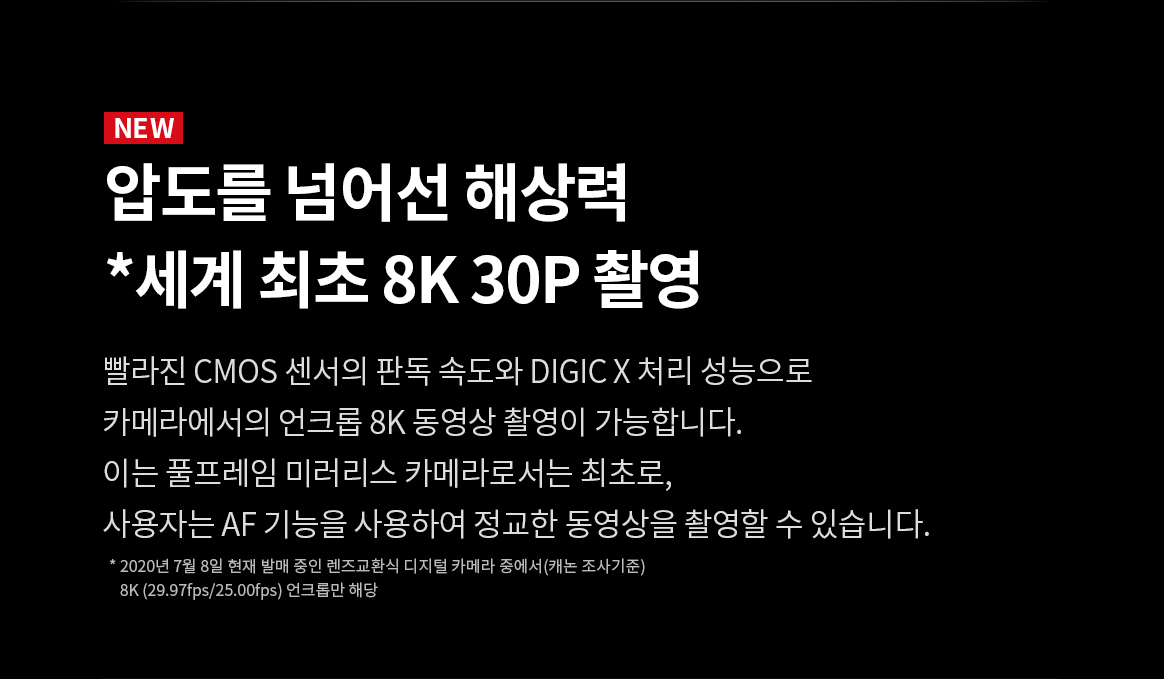 NEW
압도를 넘어선 해상력
*세계 최초 8K 30P 촬영
빨라진 CMOS 센서의 판독 속도와 DIGIC X 처리 성능으로
카메라에서의 언크롭 8K 동영상 촬영이 가능합니다.
이는 풀프레임 미러리스 카메라로서는 최초로,
사용자는 AF 기능을 사용하여 정교한 동영상을 촬영할 수 있습니다.
* 2020년 7월 8일 현재 발매 중인 렌즈교환식 디지털 카메라 중에서(캐논 조사기준)
8K (29.97fps/25.00fps) 언크롭만 해당